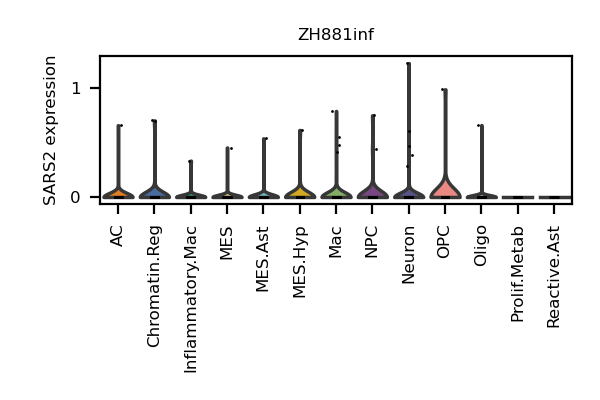 ZH881inf
SARS2 expression
1
0
AC
Chromatin.Reg
Inflammatory.Mac
MES
MES.Ast
MES.Hyp
Mac
NPC
Neuron
OPC
Oligo
Prolif.Metab
Reactive.Ast